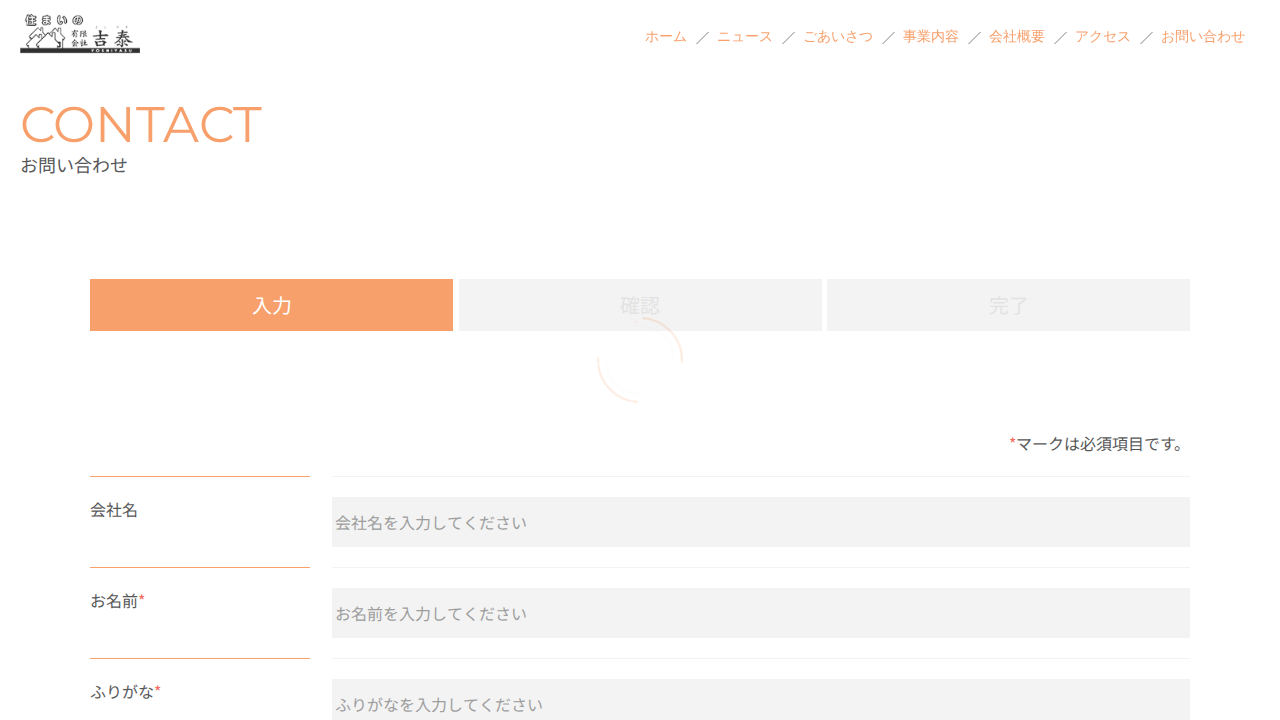 住まいの
有限会社 吉泰
YOSHIYASU
ホーム ／ ニュース ／ ごあいさつ ／ 事業内容 ／ 会社概要 ／ アクセス ／ お問い合わせ
CONTACT
お問い合わせ
入力 確認 完了
*マークは必須項目です。
会社名 会社名を入力してください
お名前* お名前を入力してください
ふりがな* ふりがなを入力してください